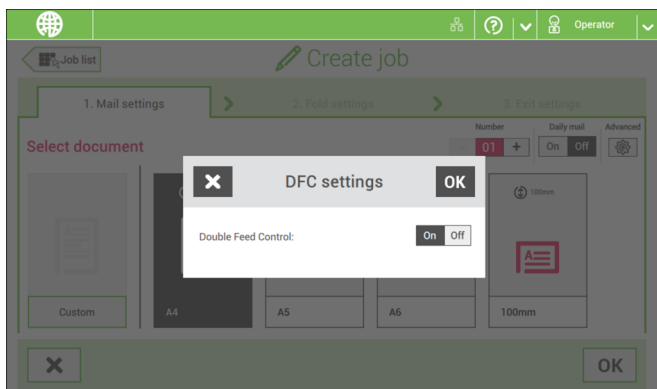 Operator
Job list
Create job
1. Mail settings
2. Fold settings
3. Exit settings
Select document
Number
Daily mail
Advanced
- 01 +
On Off
DFC settings
OK
Double Feed Control:
On Off
100mm
Custom
A4
A5
A6
100mm
OK